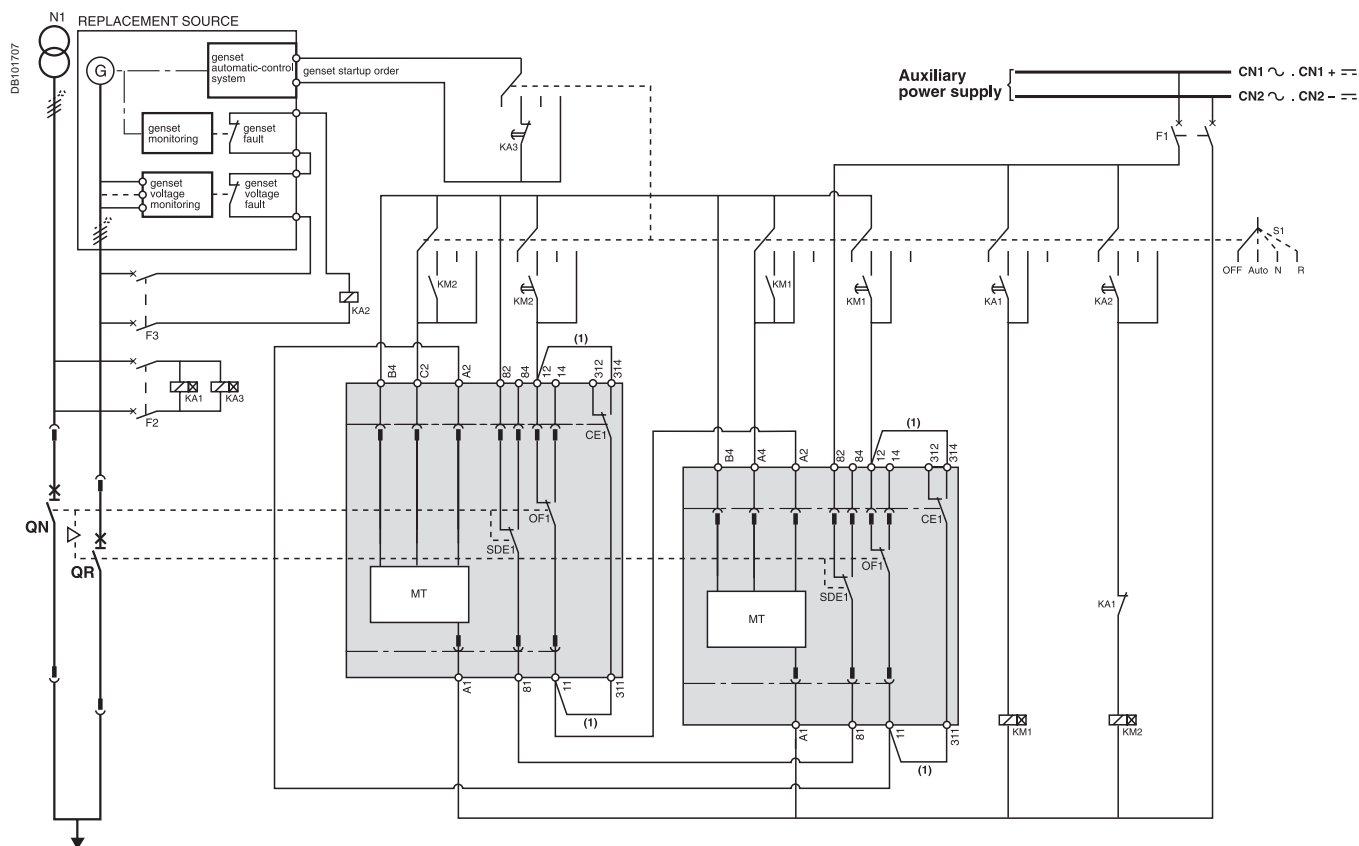 DB101707
N1
REPLACEMENT SOURCE
G
genset
automatic-control
system
genset startup order
genset
monitoring
genset
fault
genset
voltage
monitoring
genset
voltage
fault
KA3
Auxiliary
power supply
CN1 ∼ . CN1 + ⎓
CN2 ∼ . CN2 – ⎓
F1
S1
OFF Auto N R
KM2
KM2
KM1
KM1
KA1
KA2
KA2
F3
KA1
KA3
F2
(1)
B4
C2
A2
82
84
12
14
312
314
CE1
OF1
SDE1
MT
A1
81
11
311
(1)
QN
QR
(1)
B4
A4
A2
82
84
12
14
312
314
CE1
OF1
SDE1
MT
A1
81
11
311
(1)
KA1
KM1
KM2